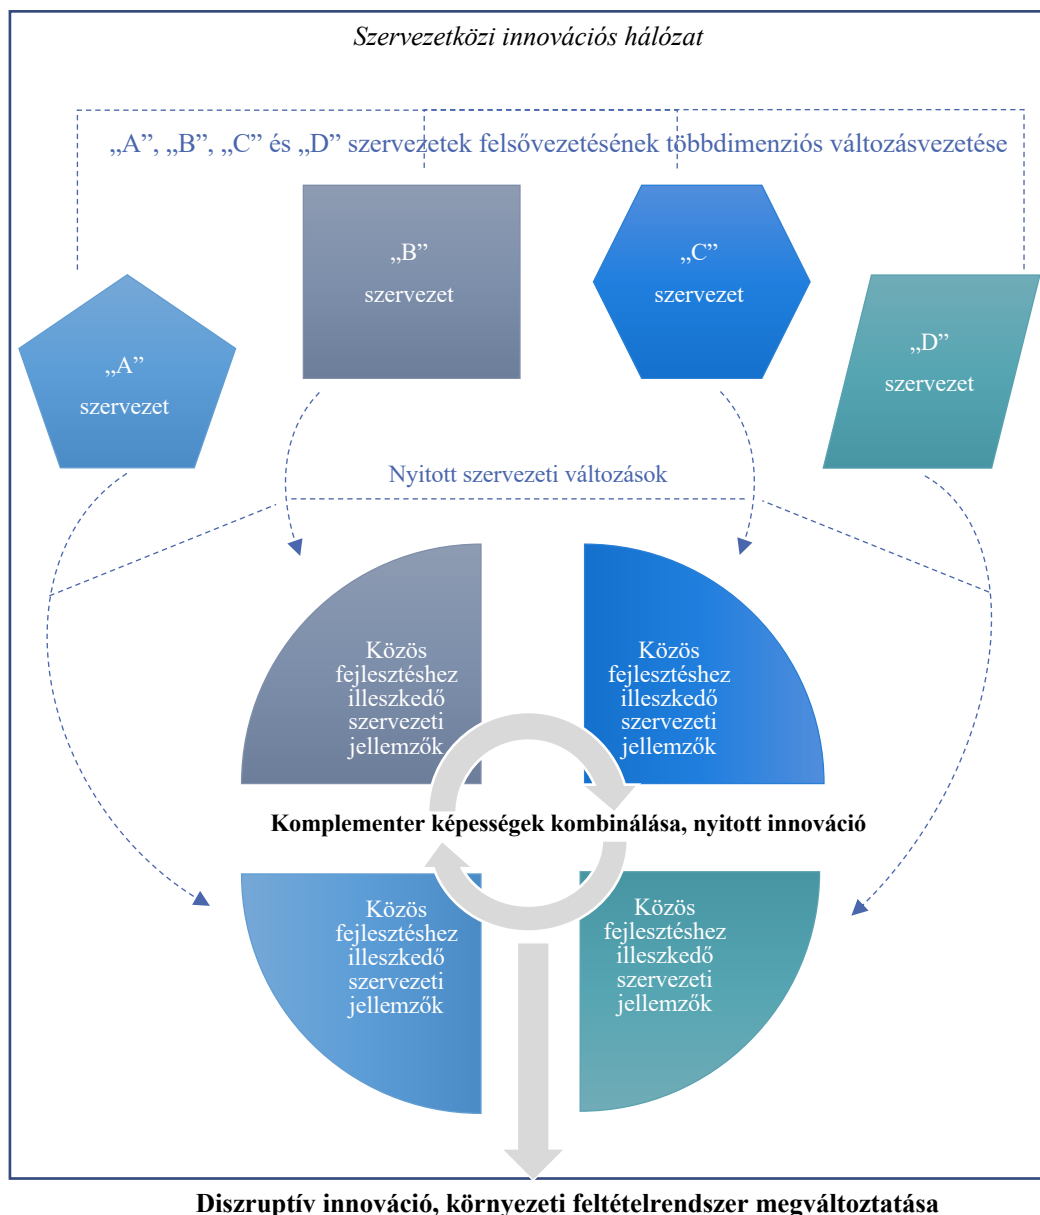 Szervezetközi innovációs hálózat
„A”, „B”, „C” és „D” szervezetek felsővezetésének többdimenziós változásvezetése
„B”
szervezet
„C”
szervezet
„A”
szervezet
„D”
szervezet
Nyitott szervezeti változások
Közös
fejlesztéshez
illeszkedő
szervezeti
jellemzők
Közös
fejlesztéshez
illeszkedő
szervezeti
jellemzők
Komplementer képességek kombinálása, nyitott innováció
Közös
fejlesztéshez
illeszkedő
szervezeti
jellemzők
Közös
fejlesztéshez
illeszkedő
szervezeti
jellemzők
Diszruptív innováció, környezeti feltételrendszer megváltoztatása